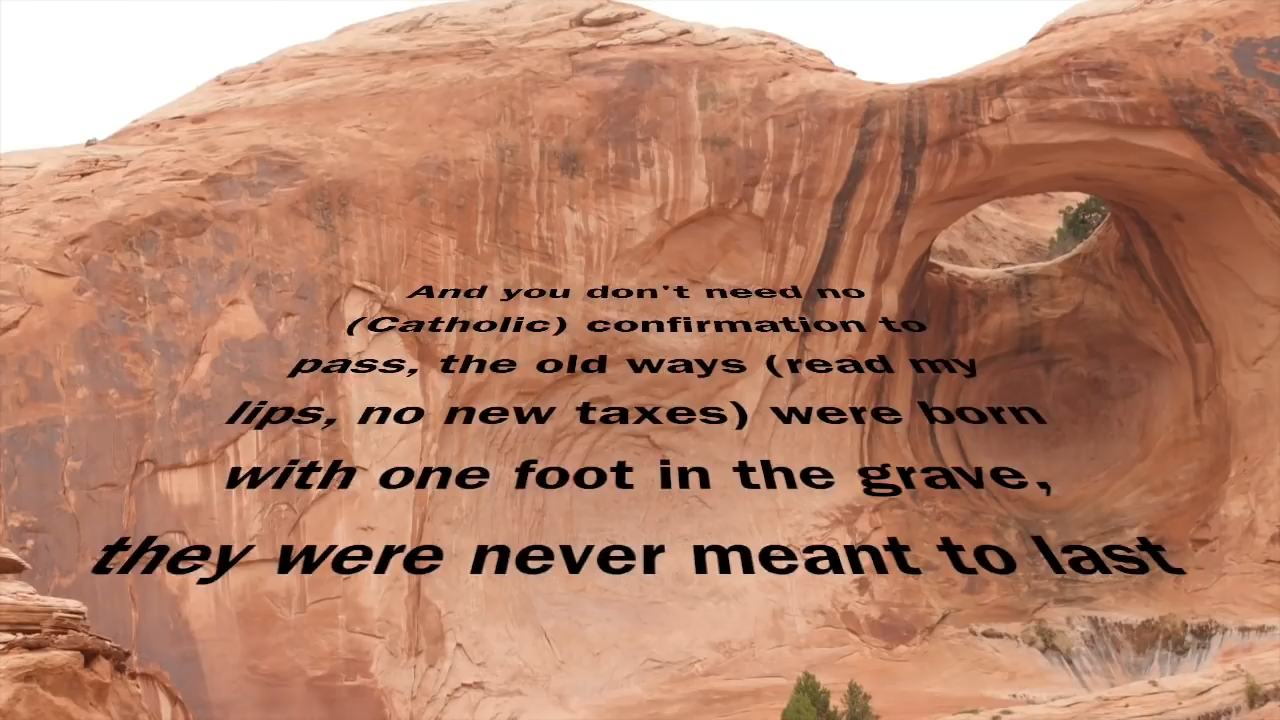 And you don't need no
(Catholic) confirmation to
pass, the old ways (read my
lips, no new taxes) were born
with one foot in the grave,
they were never meant to last